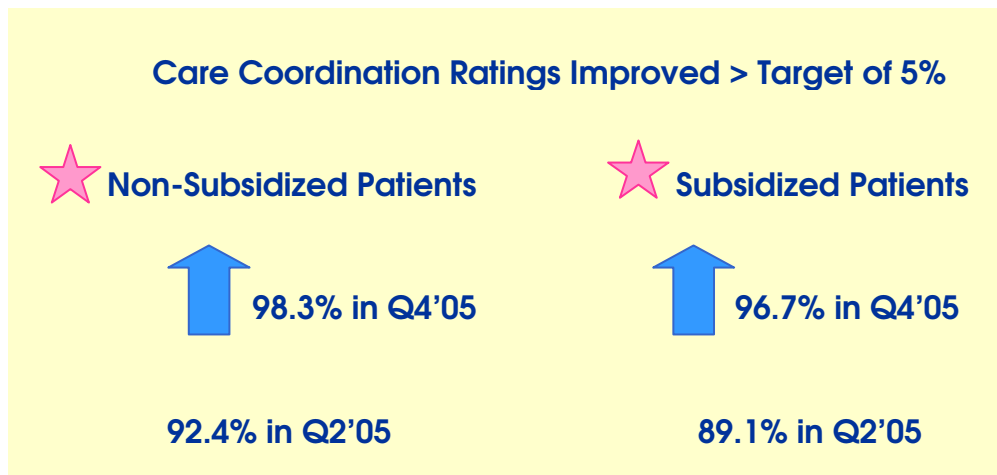 Care Coordination Ratings Improved > Target of 5%
Non-Subsidized Patients
Subsidized Patients
98.3% in Q4’05
96.7% in Q4’05
92.4% in Q2’05
89.1% in Q2’05